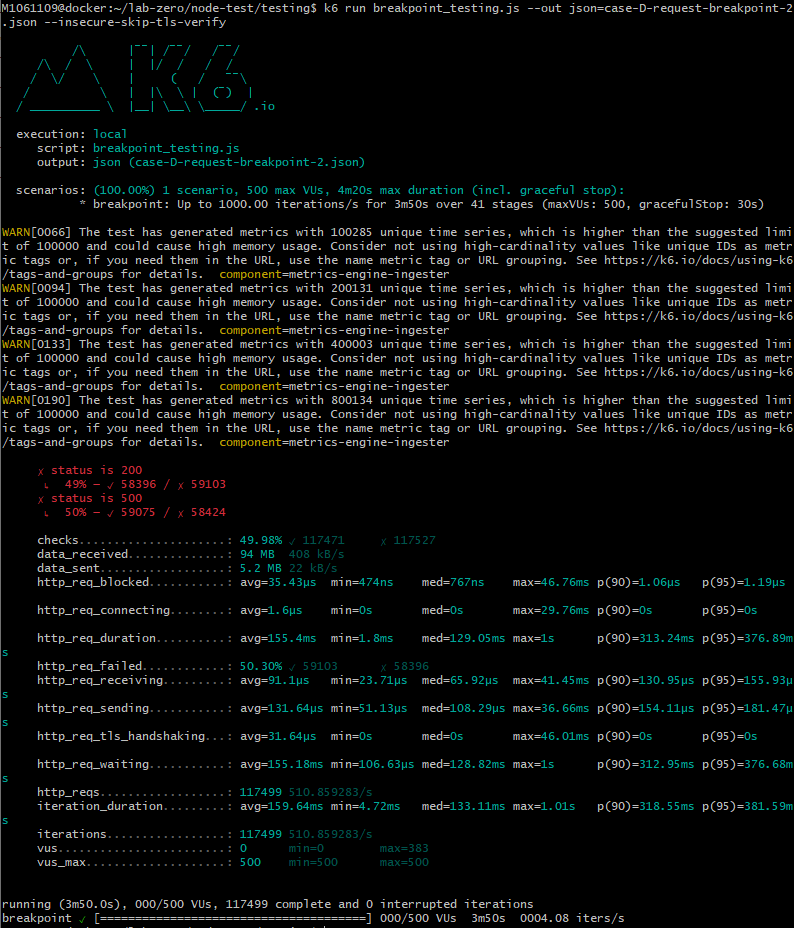 M1061109@docker:~/lab-zero/node-test/testing$ k6 run breakpoint_testing.js --out json=case-D-request-breakpoint-2
.json --insecure-skip-tls-verify
.io
execution: local
script: breakpoint_testing.js
output: json (case-D-request-breakpoint-2.json)
scenarios: (100.00%) 1 scenario, 500 max VUs, 4m20s max duration (incl. graceful stop):
* breakpoint: Up to 1000.00 iterations/s for 3m50s over 41 stages (maxVUs: 500, gracefulStop: 30s)
WARN[0066] The test has generated metrics with 100285 unique time series, which is higher than the suggested limi
t of 100000 and could cause high memory usage. Consider not using high-cardinality values like unique IDs as metr
ic tags or, if you need them in the URL, use the name metric tag or URL grouping. See https://k6.io/docs/using-k6
/tags-and-groups for details.  component=metrics-engine-ingester
WARN[0094] The test has generated metrics with 200131 unique time series, which is higher than the suggested limi
t of 100000 and could cause high memory usage. Consider not using high-cardinality values like unique IDs as metr
ic tags or, if you need them in the URL, use the name metric tag or URL grouping. See https://k6.io/docs/using-k6
/tags-and-groups for details.  component=metrics-engine-ingester
WARN[0133] The test has generated metrics with 400003 unique time series, which is higher than the suggested limi
t of 100000 and could cause high memory usage. Consider not using high-cardinality values like unique IDs as metr
ic tags or, if you need them in the URL, use the name metric tag or URL grouping. See https://k6.io/docs/using-k6
/tags-and-groups for details.  component=metrics-engine-ingester
WARN[0190] The test has generated metrics with 800134 unique time series, which is higher than the suggested limi
t of 100000 and could cause high memory usage. Consider not using high-cardinality values like unique IDs as metr
ic tags or, if you need them in the URL, use the name metric tag or URL grouping. See https://k6.io/docs/using-k6
/tags-and-groups for details.  component=metrics-engine-ingester
✗ status is 200
↳  49% — ✓ 58396 / ✗ 59103
✗ status is 500
↳  50% — ✓ 59075 / ✗ 58424
checks.........................: 49.98% ✓ 117471      ✗ 117527
data_received..................: 94 MB  408 kB/s
data_sent......................: 5.2 MB 22 kB/s
http_req_blocked...............: avg=35.43µs  min=474ns    med=767ns    max=46.76ms p(90)=1.06µs   p(95)=1.19µs
http_req_connecting............: avg=1.6µs    min=0s       med=0s       max=29.76ms p(90)=0s       p(95)=0s
http_req_duration..............: avg=155.4ms  min=1.8ms    med=129.05ms max=1s      p(90)=313.24ms p(95)=376.89m
s
http_req_failed................: 50.30% ✓ 59103       ✗ 58396
http_req_receiving.............: avg=91.1µs   min=23.71µs  med=65.92µs  max=41.45ms p(90)=130.95µs p(95)=155.93µ
s
http_req_sending...............: avg=131.64µs min=51.13µs  med=108.29µs max=36.66ms p(90)=154.11µs p(95)=181.47µ
s
http_req_tls_handshaking.......: avg=31.64µs  min=0s       med=0s       max=46.01ms p(90)=0s       p(95)=0s
http_req_waiting...............: avg=155.18ms min=106.63µs med=128.82ms max=1s      p(90)=312.95ms p(95)=376.68m
s
http_reqs......................: 117499 510.859283/s
iteration_duration.............: avg=159.64ms min=4.72ms   med=133.11ms max=1.01s   p(90)=318.55ms p(95)=381.59m
s
iterations.....................: 117499 510.859283/s
vus............................: 0      min=0         max=383
vus_max........................: 500    min=500       max=500
running (3m50.0s), 000/500 VUs, 117499 complete and 0 interrupted iterations
breakpoint ✓ [======================================] 000/500 VUs  3m50s  0004.08 iters/s